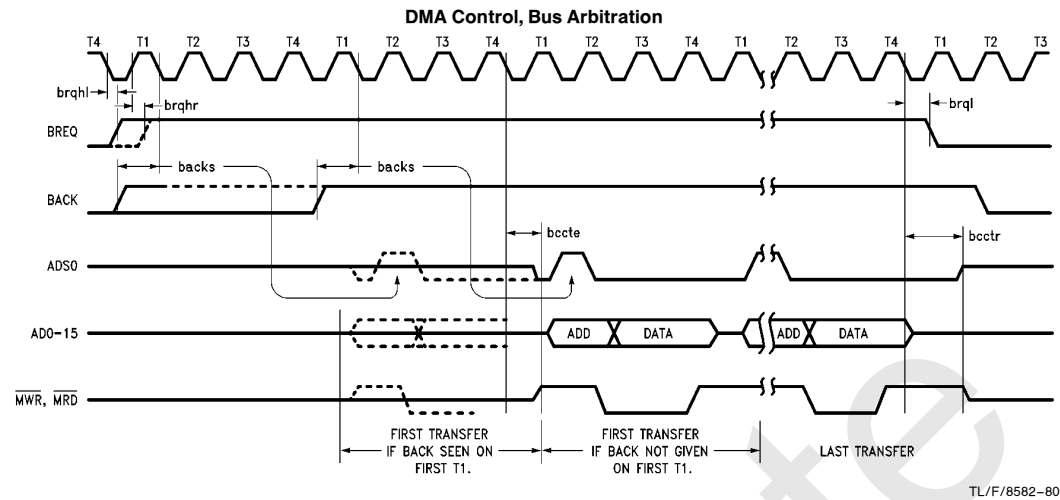 DMA Control, Bus Arbitration
T4 T1 T2 T3 T4 T1 T2 T3 T4 T1 T2 T3 T4 T1 T2 T3 T4 T1 T2 T3
brqhl
brqhr
brql
BREQ
backs
backs
BACK
bccte
bcctr
ADS0
AD0-15
ADD DATA ADD DATA
MWR, MRD
FIRST TRANSFER
IF BACK SEEN ON
FIRST T1.
FIRST TRANSFER
IF BACK NOT GIVEN
ON FIRST T1.
LAST TRANSFER
TL/F/8582-80